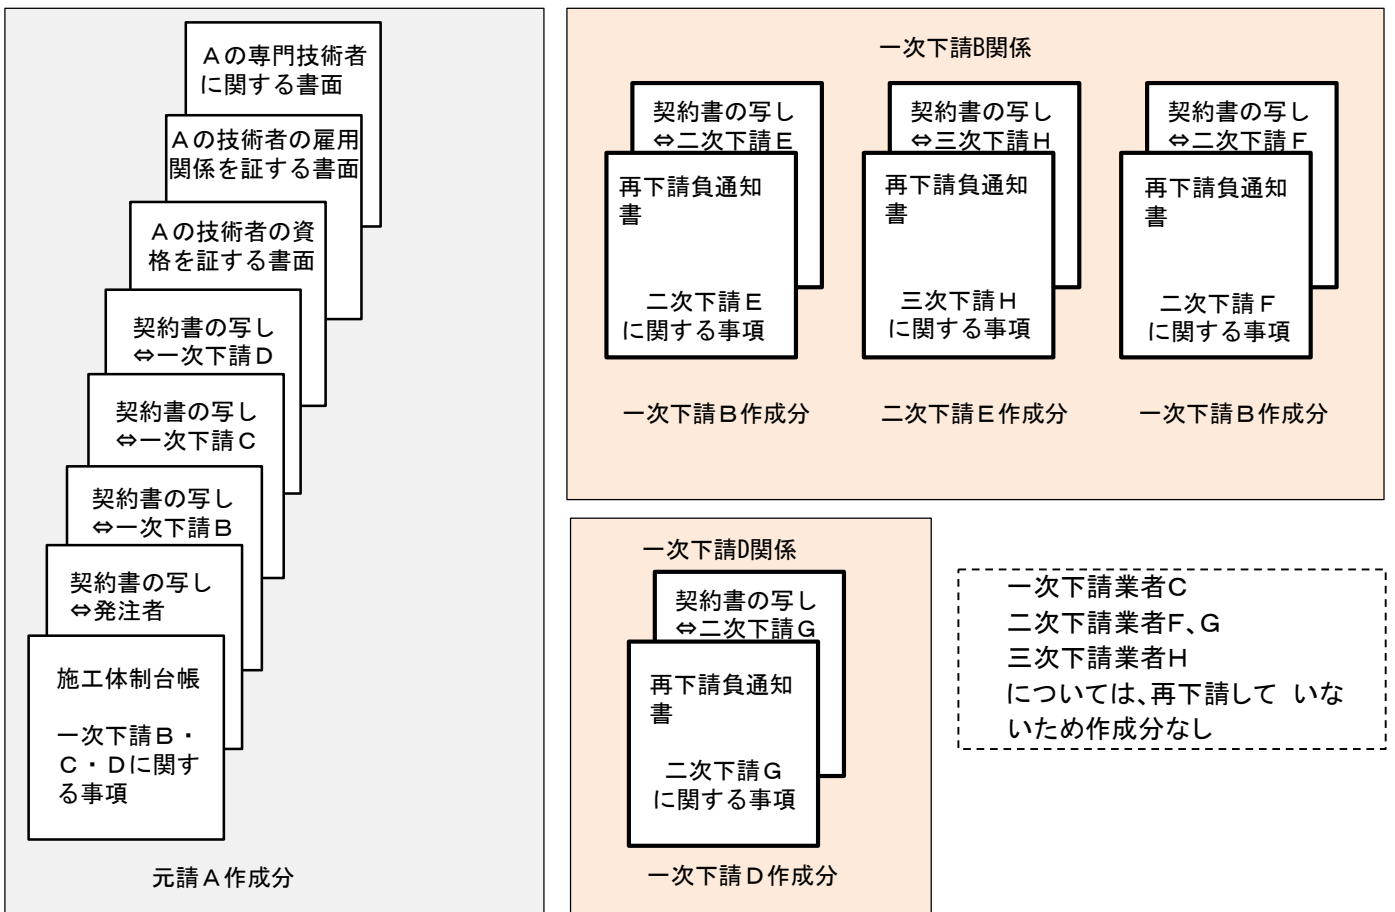 Aの専門技術者
に関する書面
Aの技術者の雇用
関係を証する書面
Aの技術者の資
格を証する書面
契約書の写し
⇔一次下請D
契約書の写し
⇔一次下請C
契約書の写し
⇔一次下請B
契約書の写し
⇔発注者
施工体制台帳
一次下請B・
C・Dに関す
る事項
元請A作成分
一次下請B関係
契約書の写し
⇔二次下請E
再下請負通知
書
二次下請E
に関する事項
一次下請B作成分
契約書の写し
⇔三次下請H
再下請負通知
書
三次下請H
に関する事項
二次下請E作成分
契約書の写し
⇔二次下請F
再下請負通知
書
二次下請F
に関する事項
一次下請B作成分
一次下請D関係
契約書の写し
⇔二次下請G
再下請負通知
書
二次下請G
に関する事項
一次下請D作成分
一次下請業者C
二次下請業者F、G
三次下請業者H
については、再下請して いな
いため作成分なし